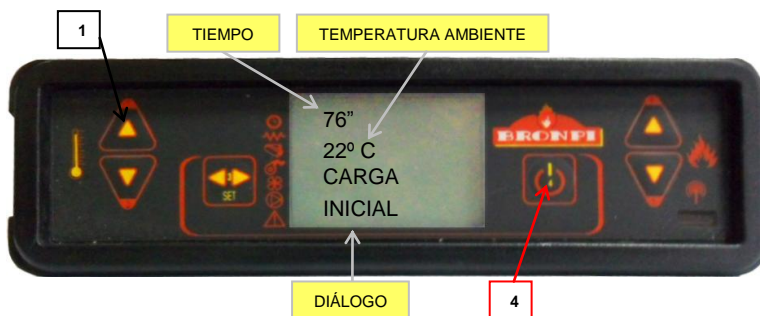 1
TIEMPO
TEMPERATURA AMBIENTE
76”
22º C
CARGA
INICIAL
BRONPI
SET
DIÁLOGO
4